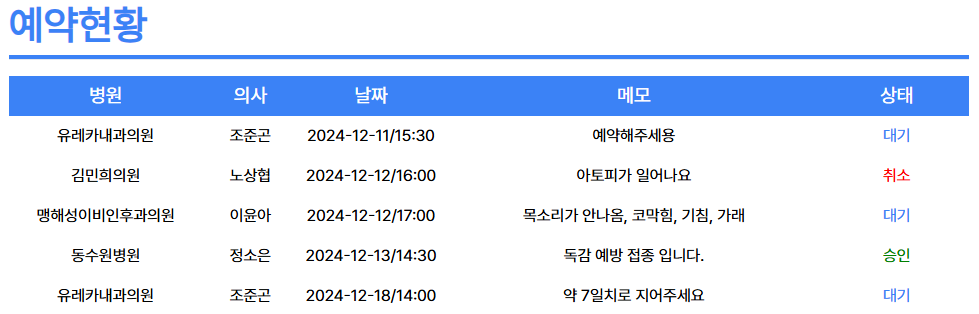 예약현황
병원 의사 날짜 메모 상태
유레카내과의원 조준곤 2024-12-11/15:30 예약해주세용 대기
김민희의원 노상협 2024-12-12/16:00 아토피가 일어나요 취소
맹해성이비인후과의원 이윤아 2024-12-12/17:00 목소리가 안나옴, 코막힘, 기침, 가래 대기
동수원병원 정소은 2024-12-13/14:30 독감 예방 접종 입니다. 승인
유레카내과의원 조준곤 2024-12-18/14:00 약 7일치로 지어주세요 대기